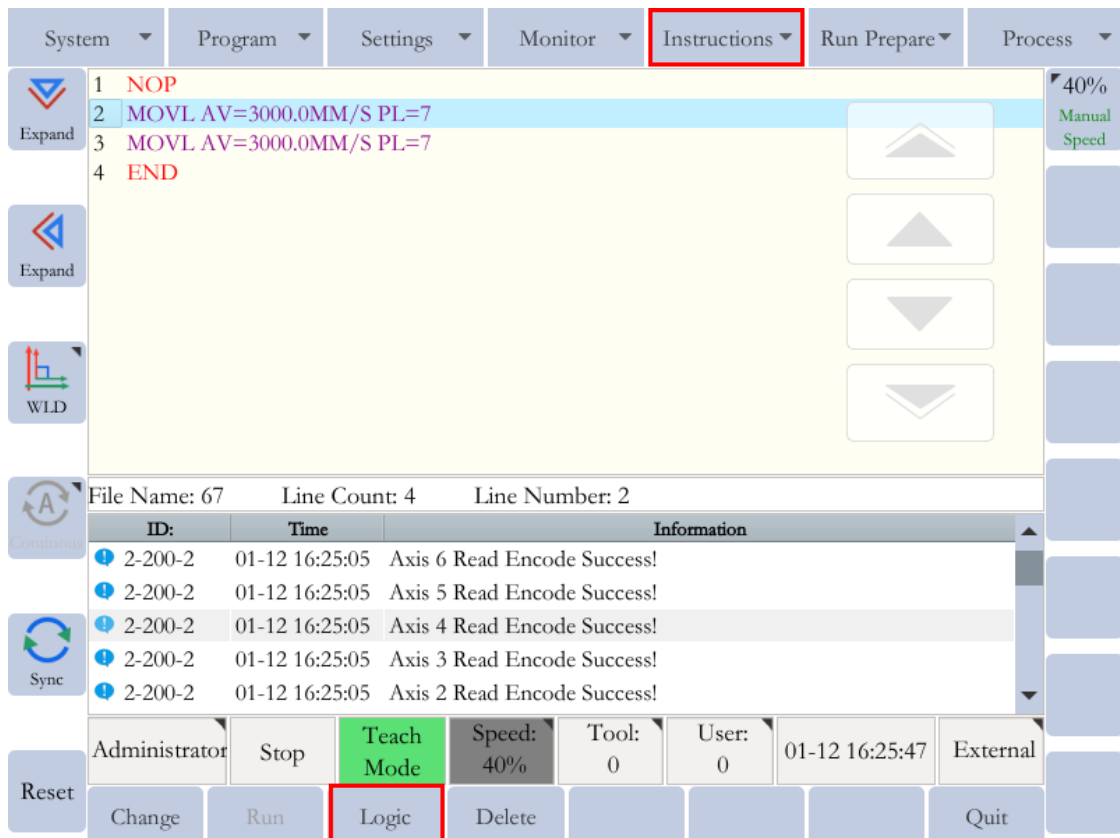 System Program Settings Monitor Instructions Run Prepare Process
Expand
Expand
WLD
A
Continuous
Sync
Reset
1 NOP
2 MOVL AV=3000.0MM/S PL=7
3 MOVL AV=3000.0MM/S PL=7
4 END
40%
Manual
Speed
File Name: 67 Line Count: 4 Line Number: 2
ID: Time Information
2-200-2 01-12 16:25:05 Axis 6 Read Encode Success!
2-200-2 01-12 16:25:05 Axis 5 Read Encode Success!
2-200-2 01-12 16:25:05 Axis 4 Read Encode Success!
2-200-2 01-12 16:25:05 Axis 3 Read Encode Success!
2-200-2 01-12 16:25:05 Axis 2 Read Encode Success!
Administrator
Stop
Teach
Mode
Speed:
40%
Tool:
0
User:
0
01-12 16:25:47
External
Change Run Logic Delete Quit